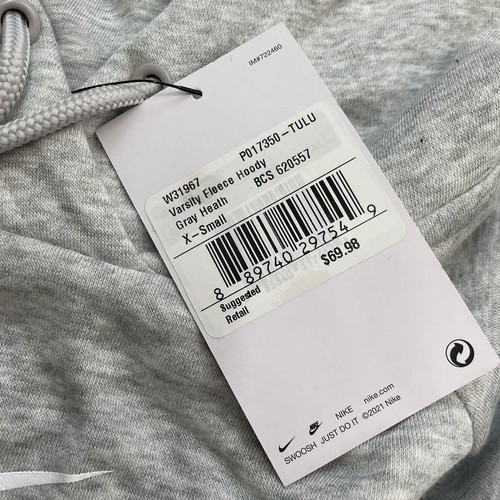 IM#722460
W31967 P017350-TULU
Varsity Fleece Hoody
Gray Heath BCS 620557
X-Small
8 89740 29754 9
Suggested $69.98
Retail
NIKE nike.com
SWOOSH JUST DO IT ©2021 Nike